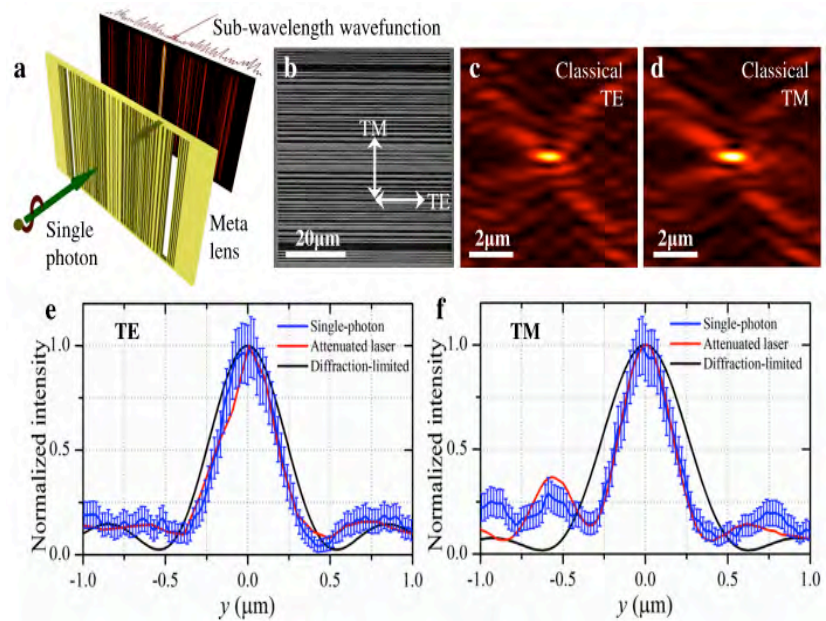 Sub-wavelength wavefunction
a
Single
photon
Meta
lens
b
TM
TE
20μm
c
Classical
TE
2μm
d
Classical
TM
2μm
e
TE
Single-photon
Attenuated laser
Diffraction-limited
Normalized intensity
1.0
0.5
0.0
-1.0 -0.5 0.0 0.5 1.0
y (μm)
f
TM
Single-photon
Attenuated laser
Diffraction-limited
Normalized intensity
1.0
0.5
0.0
-1.0 -0.5 0.0 0.5 1.0
y (μm)